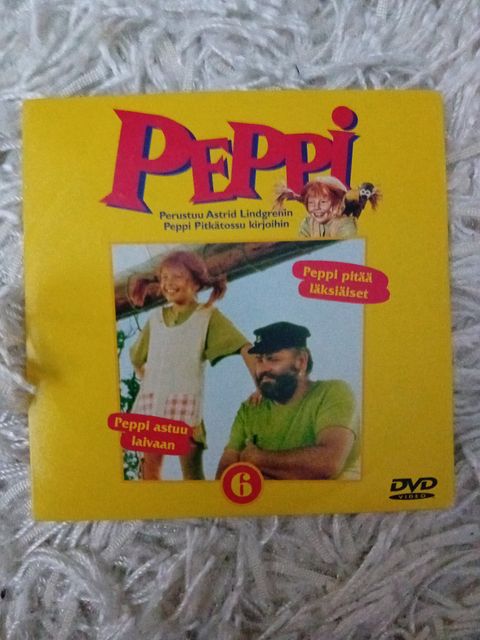 PEPPi
Perustuu Astrid Lindgrenin
Peppi Pitkätossu kirjoihin
Peppi pitää
läksiäiset
Peppi astuu
laivaan
6
DVD
VIDEO